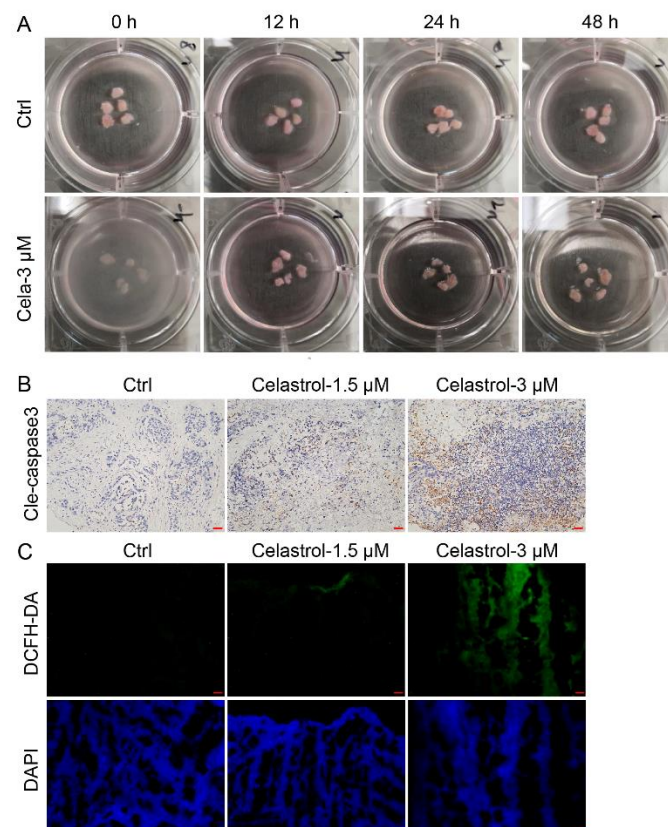 A
0 h 12 h 24 h 48 h
Ctrl
Cela-3 μM
B
Ctrl Celastrol-1.5 μM Celastrol-3 μM
Cle-caspase3
C
Ctrl Celastrol-1.5 μM Celastrol-3 μM
DCFH-DA
DAPI